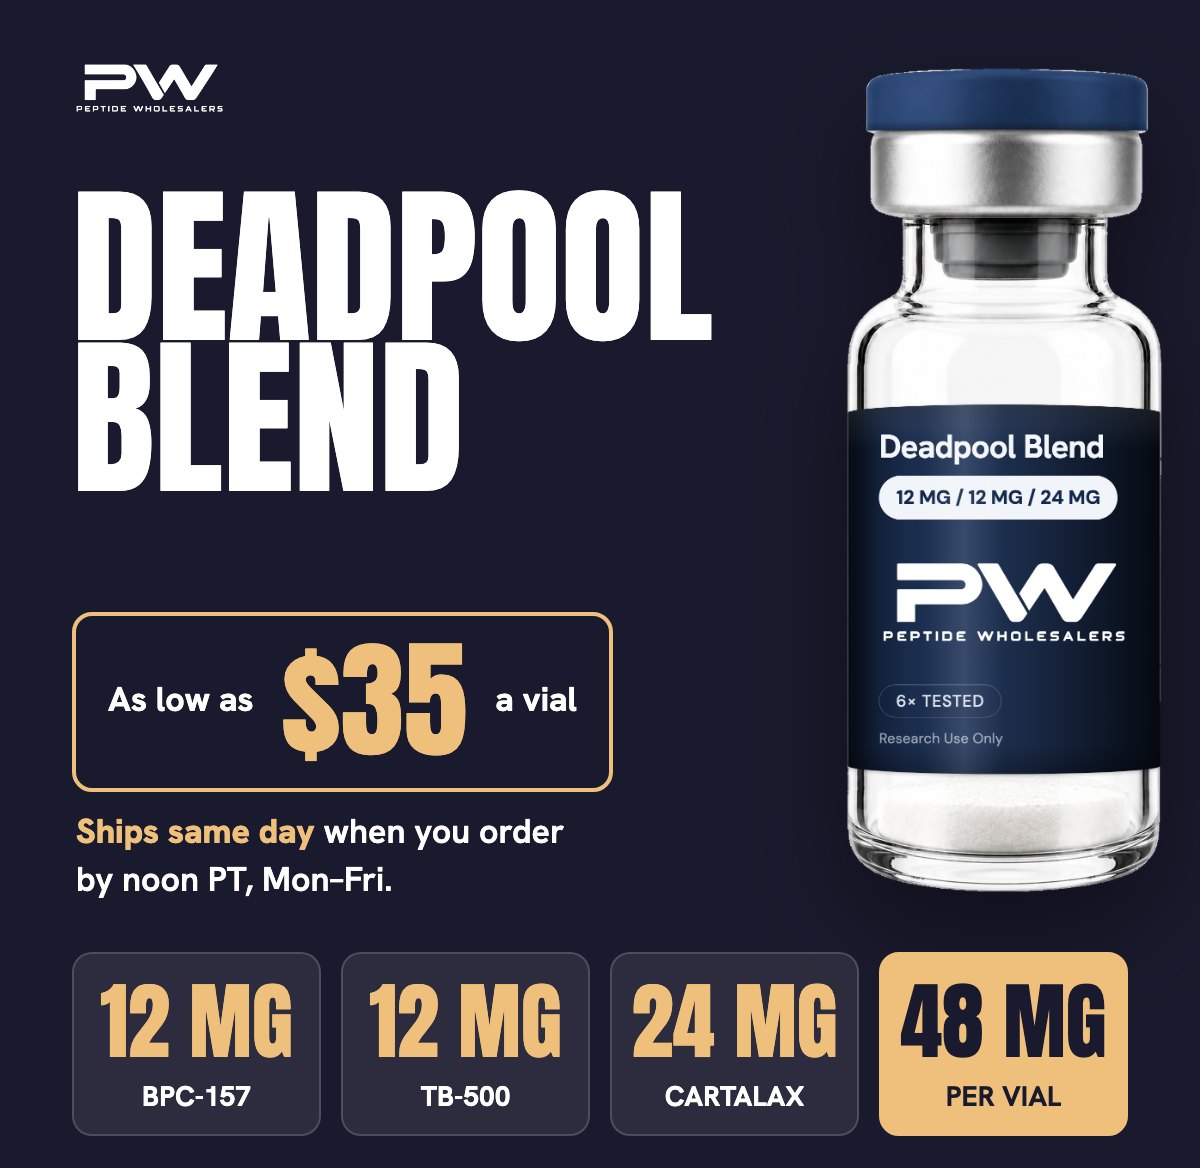 PW
PEPTIDE WHOLESALERS
DEADPOOL
BLEND
As low as $35 a vial
Ships same day when you order
by noon PT, Mon–Fri.
Deadpool Blend
12 MG / 12 MG / 24 MG
PW
PEPTIDE WHOLESALERS
6× TESTED
Research Use Only
12 MG
BPC-157
12 MG
TB-500
24 MG
CARTALAX
48 MG
PER VIAL